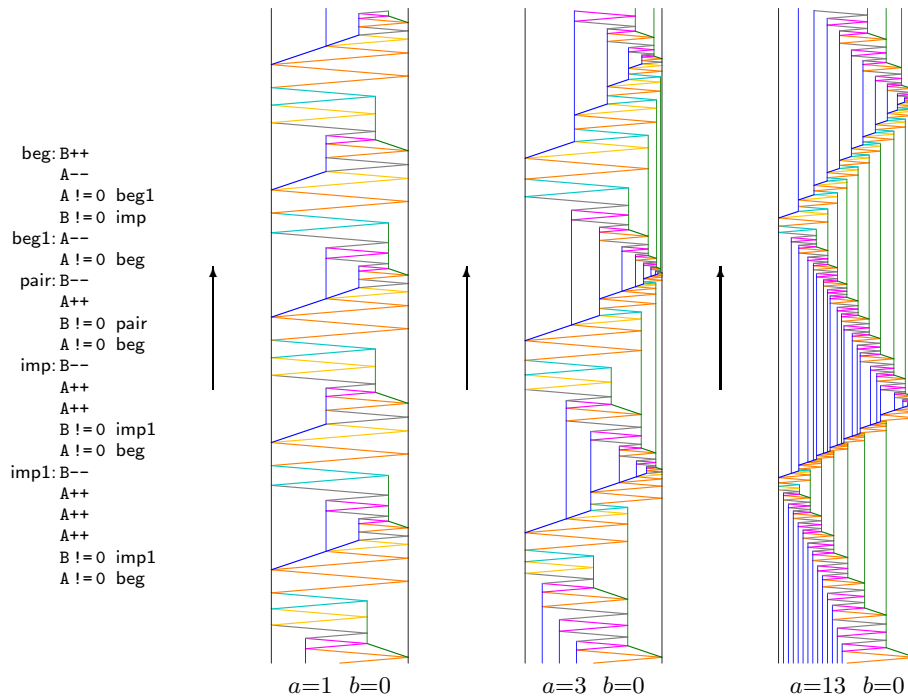 beg: B++
A--
A != 0 beg1
B != 0 imp
beg1: A--
A != 0 beg
pair: B--
A++
B != 0 pair
A != 0 beg
imp: B--
A++
A++
B != 0 imp1
A != 0 beg
imp1: B--
A++
A++
A++
B != 0 imp1
A != 0 beg
a=1 b=0
a=3 b=0
a=13 b=0